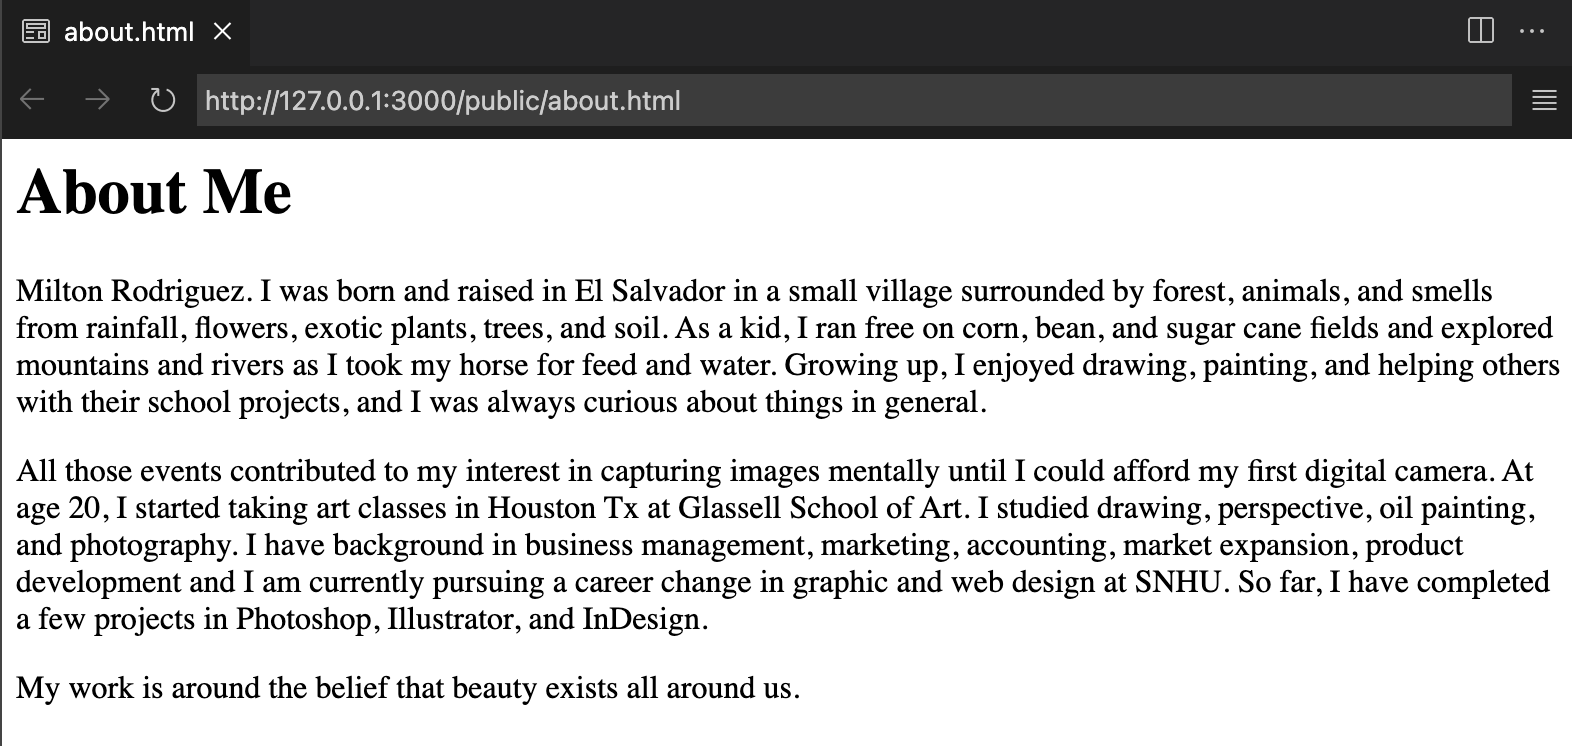 about.html
http://127.0.0.1:3000/public/about.html
About Me
Milton Rodriguez. I was born and raised in El Salvador in a small village surrounded by forest, animals, and smells
from rainfall, flowers, exotic plants, trees, and soil. As a kid, I ran free on corn, bean, and sugar cane fields and explored
mountains and rivers as I took my horse for feed and water. Growing up, I enjoyed drawing, painting, and helping others
with their school projects, and I was always curious about things in general.
All those events contributed to my interest in capturing images mentally until I could afford my first digital camera. At
age 20, I started taking art classes in Houston Tx at Glassell School of Art. I studied drawing, perspective, oil painting,
and photography. I have background in business management, marketing, accounting, market expansion, product
development and I am currently pursuing a career change in graphic and web design at SNHU. So far, I have completed
a few projects in Photoshop, Illustrator, and InDesign.
My work is around the belief that beauty exists all around us.